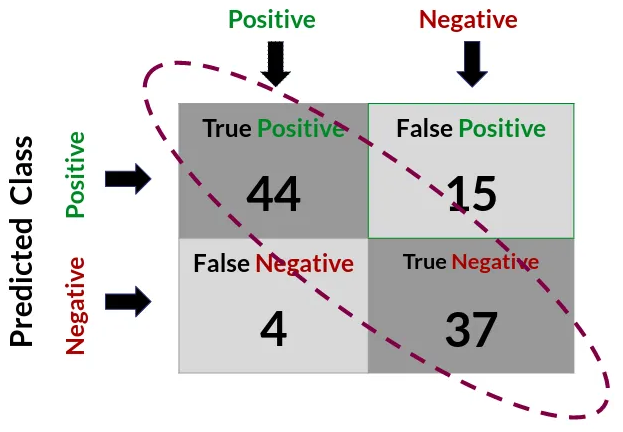 Positive
Negative
Predicted Class
Positive
Negative
True Positive
False Positive
44
15
False Negative
True Negative
4
37